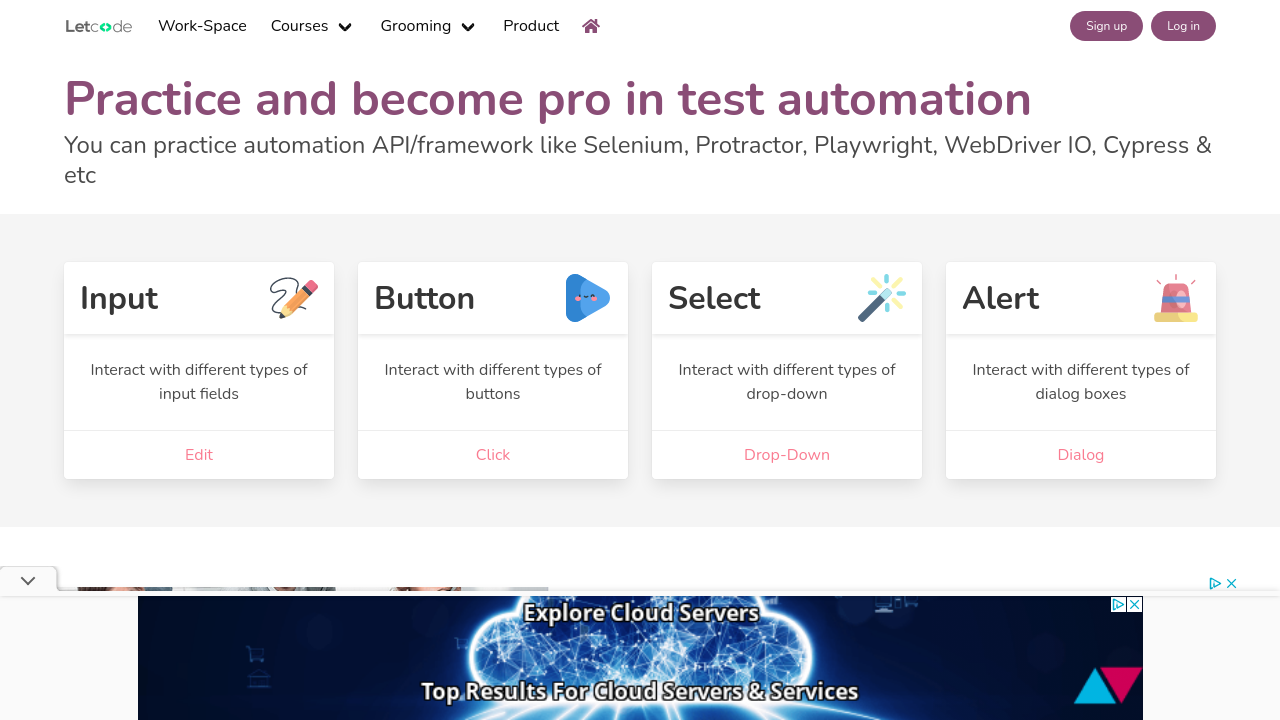 Letcode Work-Space Courses Grooming Product Sign up Log in
Practice and become pro in test automation
You can practice automation API/framework like Selenium, Protractor, Playwright, WebDriver IO, Cypress &
etc
Input
Interact with different types of
input fields
Edit
Button
Interact with different types of
buttons
Click
Select
Interact with different types of
drop-down
Drop-Down
Alert
Interact with different types of
dialog boxes
Dialog
Explore Cloud Servers
Top Results For Cloud Servers & Services